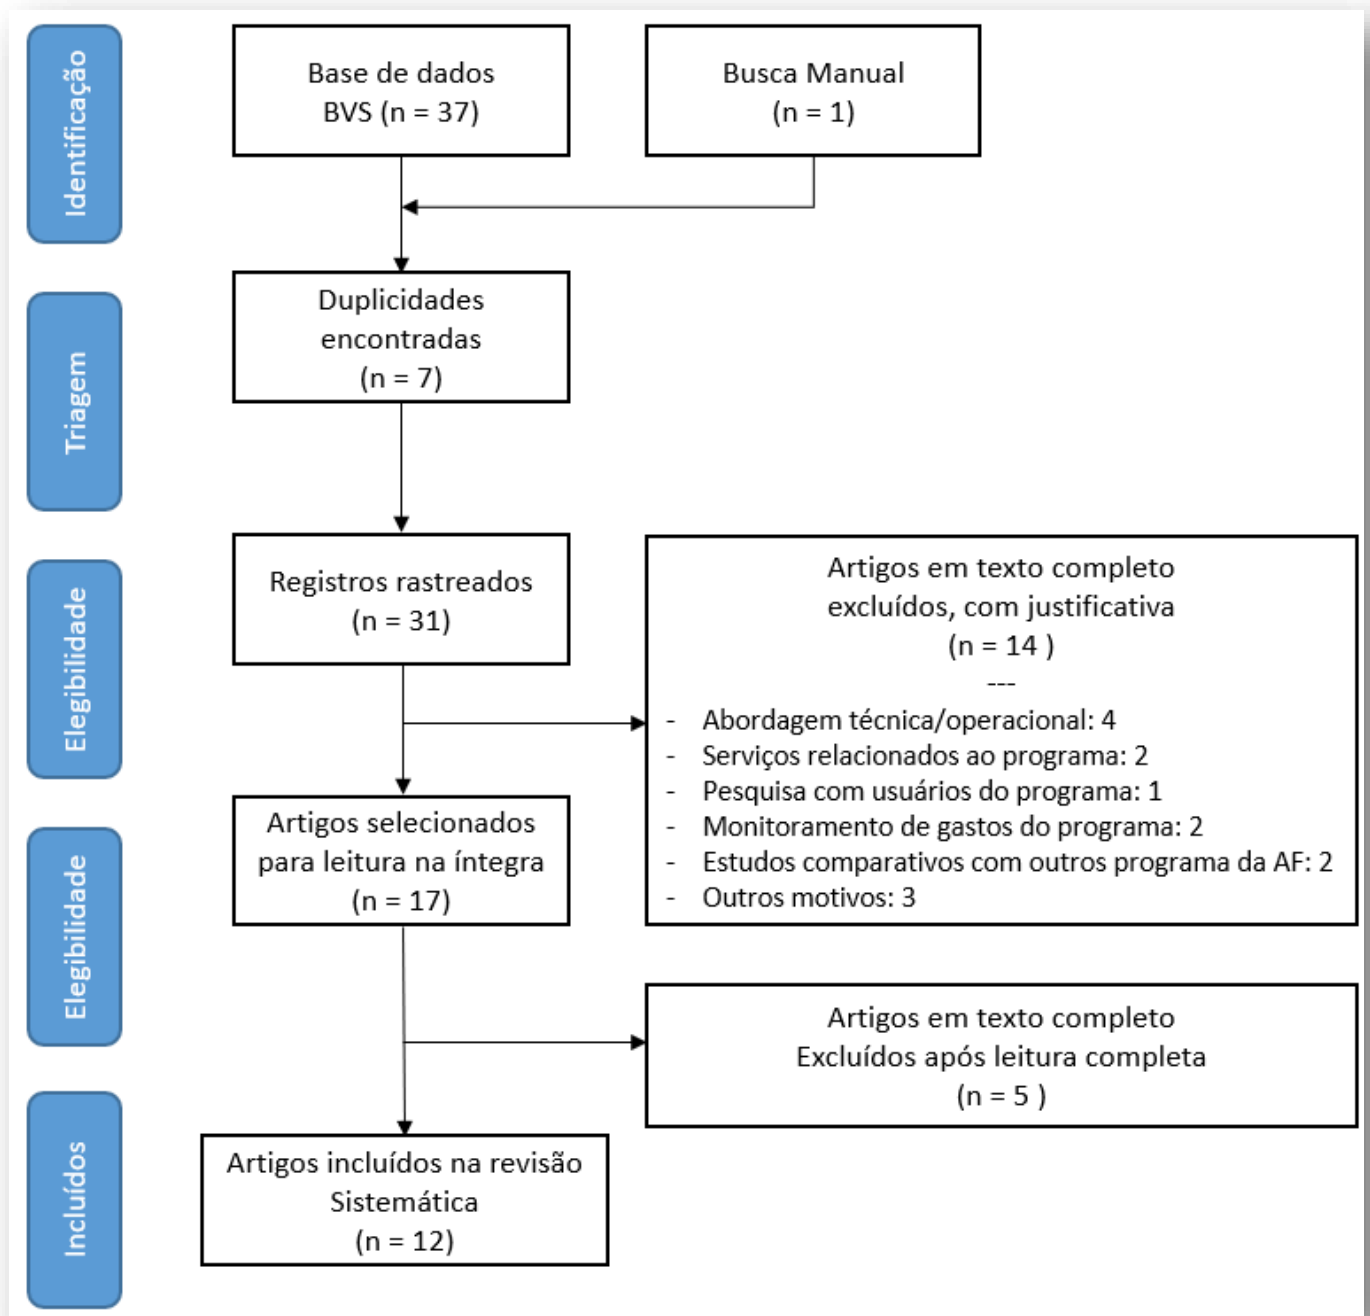 Identificação
Base de dados
BVS (n = 37)
Busca Manual
(n = 1)
Triagem
Duplicidades
encontradas
(n = 7)
Elegibilidade
Registros rastreados
(n = 31)
Artigos em texto completo
excluídos, com justificativa
(n = 14 )
---
- Abordagem técnica/operacional: 4
- Serviços relacionados ao programa: 2
- Pesquisa com usuários do programa: 1
- Monitoramento de gastos do programa: 2
- Estudos comparativos com outros programa da AF: 2
- Outros motivos: 3
Elegibilidade
Artigos selecionados
para leitura na íntegra
(n = 17)
Artigos em texto completo
Excluídos após leitura completa
(n = 5 )
Incluídos
Artigos incluídos na revisão
Sistemática
(n = 12)